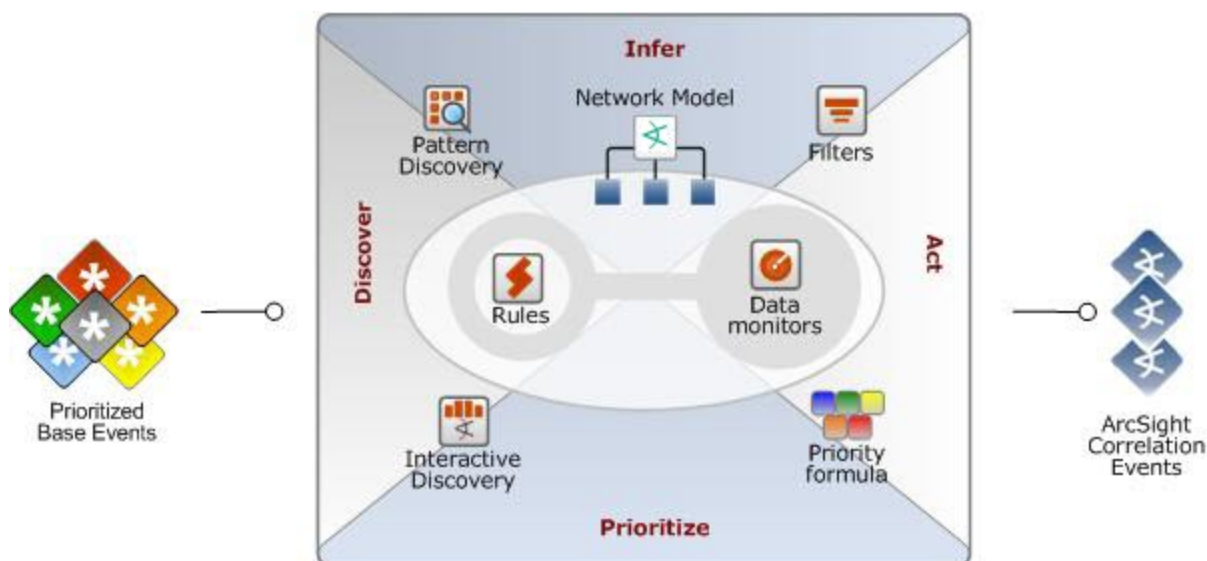 Infer
Network Model
Pattern
Discovery
Filters
Discover
Act
Rules
Data
monitors
Prioritized
Base Events
ArcSight
Correlation
Events
Interactive
Discovery
Priority
formula
Prioritize